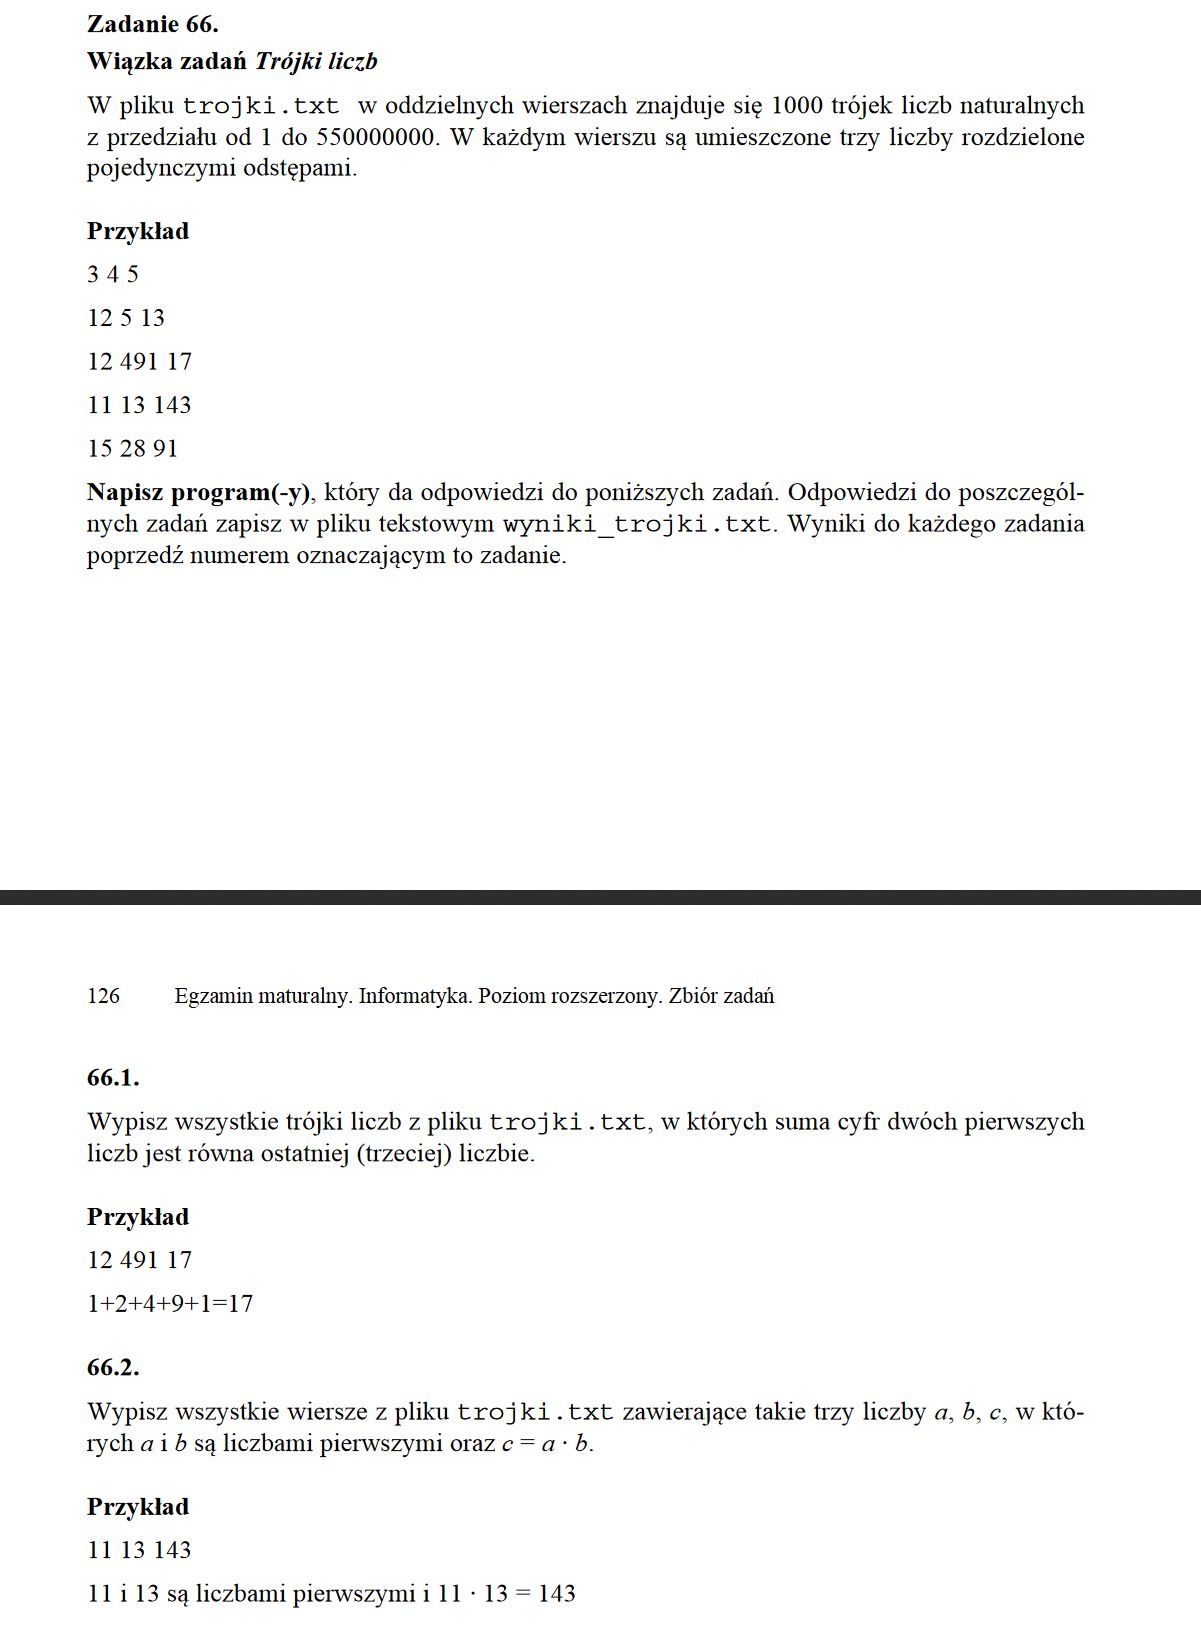 Zadanie 66.
Wiązka zadań Trójki liczb
W pliku trojki.txt w oddzielnych wierszach znajduje się 1000 trójek liczb naturalnych
z przedziału od 1 do 550000000. W każdym wierszu są umieszczone trzy liczby rozdzielone
pojedynczymi odstępami.
Przykład
3 4 5
12 5 13
12 491 17
11 13 143
15 28 91
Napisz program(-y), który da odpowiedzi do poniższych zadań. Odpowiedzi do poszczegól-
nych zadań zapisz w pliku tekstowym wyniki_trojki.txt. Wyniki do każdego zadania
poprzedź numerem oznaczającym to zadanie.
126 Egzamin maturalny. Informatyka. Poziom rozszerzony. Zbiór zadań
66.1.
Wypisz wszystkie trójki liczb z pliku trojki.txt, w których suma cyfr dwóch pierwszych
liczb jest równa ostatniej (trzeciej) liczbie.
Przykład
12 491 17
1+2+4+9+1=17
66.2.
Wypisz wszystkie wiersze z pliku trojki.txt zawierające takie trzy liczby a, b, c, w któ-
rych a i b są liczbami pierwszymi oraz c = a · b.
Przykład
11 13 143
11 i 13 są liczbami pierwszymi i 11 · 13 = 143